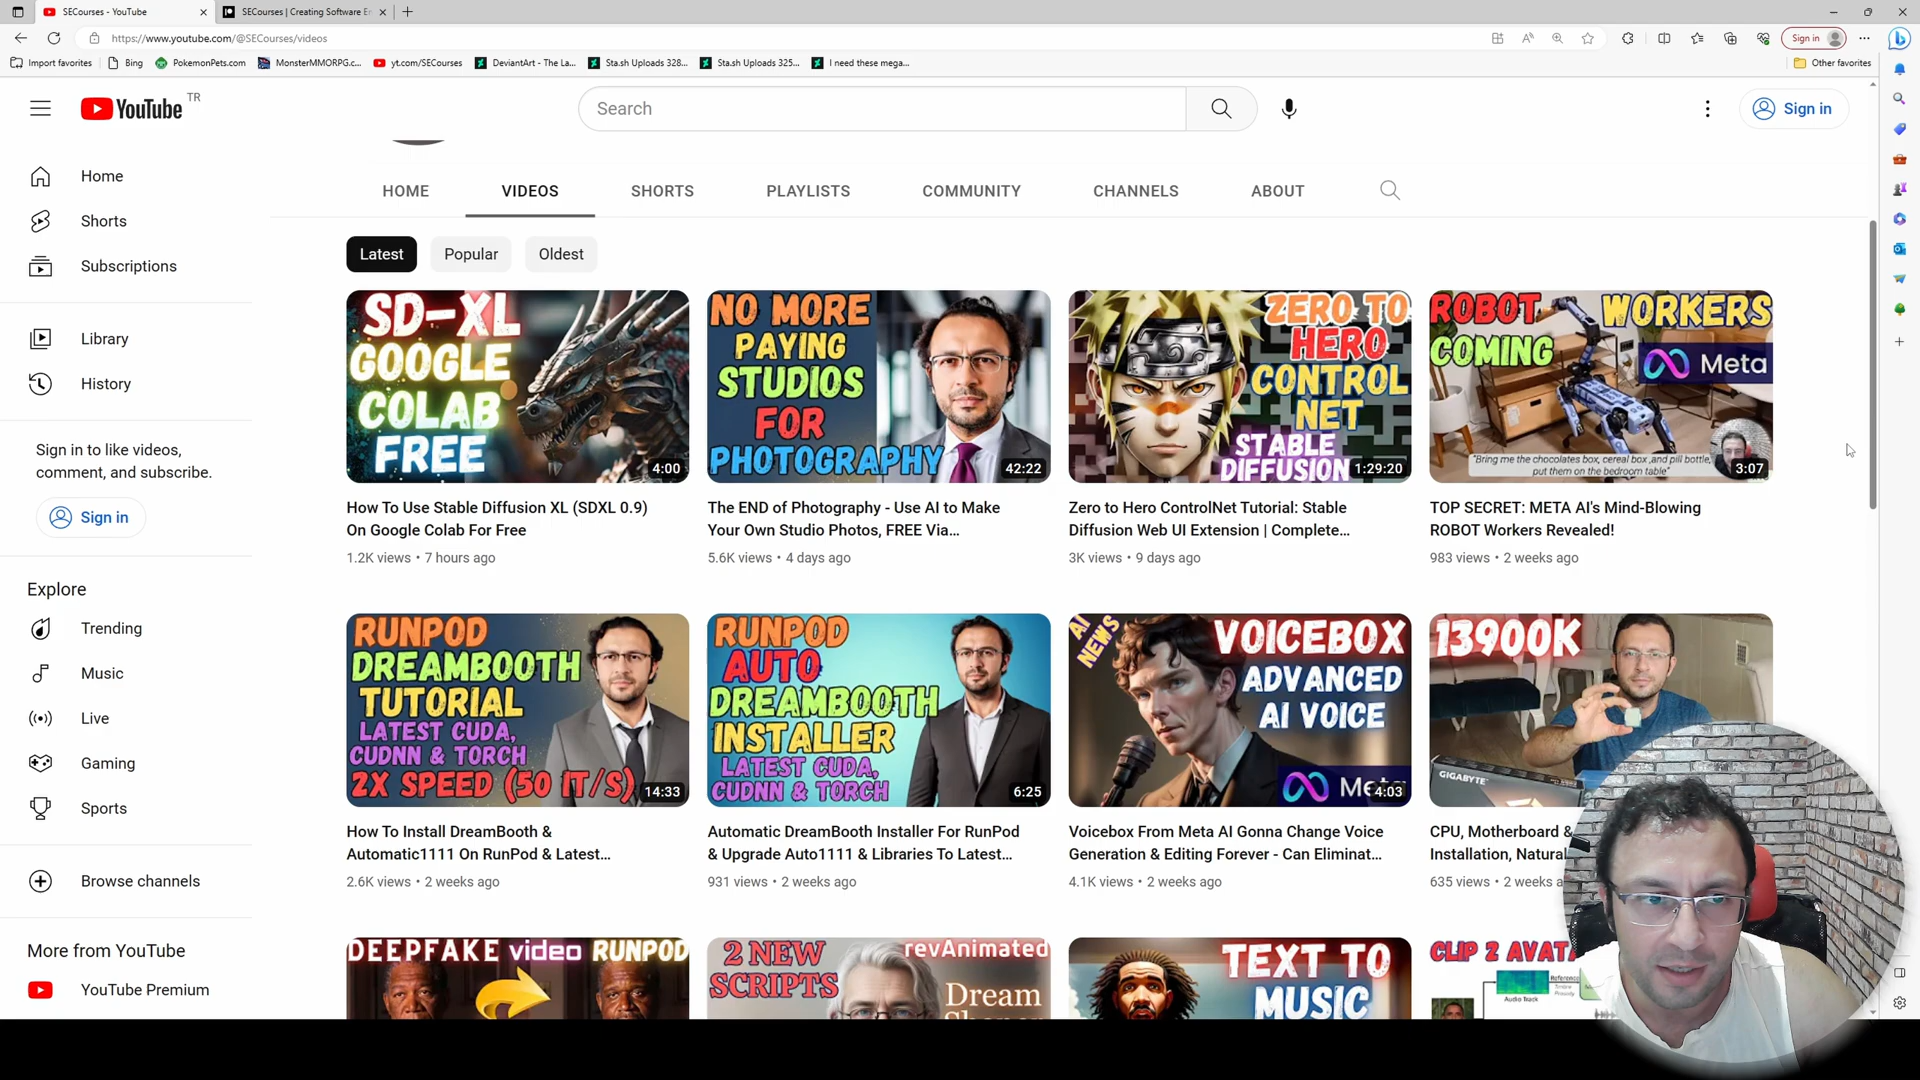 SECourses - YouTube
SECourses | Creating Software En
https://www.youtube.com/@SECourses/videos
Sign in
Import favorites
Bing
PokemonPets.com
MonsterMMORPG.c...
yt.com/SECourses
DeviantArt - The La...
Sta.sh Uploads 328...
Sta.sh Uploads 325...
I need these mega...
Other favorites
YouTube TR
Search
Sign in
Home
Shorts
Subscriptions
Library
History
Sign in to like videos,
comment, and subscribe.
Sign in
Explore
Trending
Music
Live
Gaming
Sports
Browse channels
More from YouTube
YouTube Premium
HOME
VIDEOS
SHORTS
PLAYLISTS
COMMUNITY
CHANNELS
ABOUT
Latest
Popular
Oldest
SD-XL
GOOGLE
COLAB
FREE
4:00
How To Use Stable Diffusion XL (SDXL 0.9)
On Google Colab For Free
1.2K views • 7 hours ago
NO MORE
PAYING
STUDIOS
FOR
PHOTOGRAPHY
42:22
The END of Photography - Use AI to Make
Your Own Studio Photos, FREE Via...
5.6K views • 4 days ago
ZERO TO
HERO
CONTROL
NET
STABLE
DIFFUSION
1:29:20
Zero to Hero ControlNet Tutorial: Stable
Diffusion Web UI Extension | Complete...
3K views • 9 days ago
ROBOT WORKERS
COMING
Meta
"Bring me the chocolates box, cereal box ,and pill bottle,
put them on the bedroom table"
3:07
TOP SECRET: META AI's Mind-Blowing
ROBOT Workers Revealed!
983 views • 2 weeks ago
RUNPOD
DREAMBOOTH
TUTORIAL
LATEST CUDA,
CUDNN & TORCH
2X SPEED (50 IT/S)
14:33
How To Install DreamBooth &
Automatic1111 On RunPod & Latest...
2.6K views • 2 weeks ago
RUNPOD
AUTO
DREAMBOOTH
INSTALLER
LATEST CUDA,
CUDNN & TORCH
6:25
Automatic DreamBooth Installer For RunPod
& Upgrade Auto1111 & Libraries To Latest...
931 views • 2 weeks ago
AI
NEWS
VOICEBOX
ADVANCED
AI VOICE
4:03
Voicebox From Meta AI Gonna Change Voice
Generation & Editing Forever - Can Eliminat...
4.1K views • 2 weeks ago
13900K
GIGABYTE
CPU, Motherboard &
Installation, Natural
635 views • 2 weeks a
DEEPFAKE video RUNPOD
2 NEW
SCRIPTS
revAnimated
Dream
TEXT TO
MUSIC
CLIP 2 AVATA
Audio Track